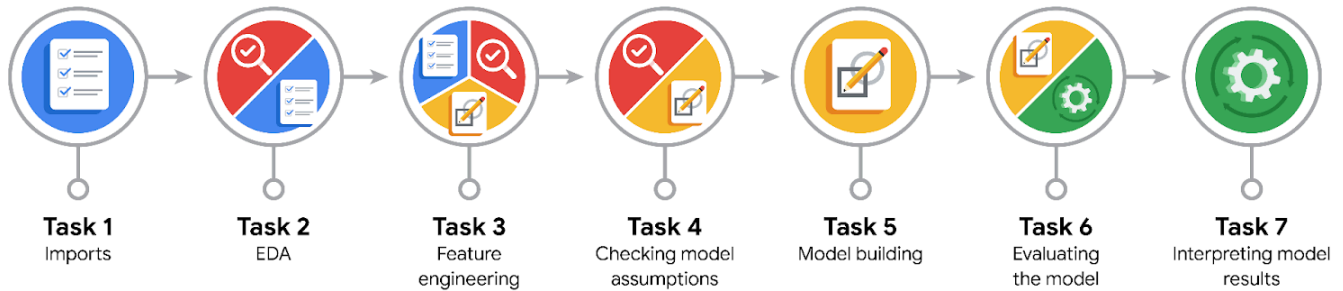 Task 1
Imports
Task 2
EDA
Task 3
Feature
engineering
Task 4
Checking model
assumptions
Task 5
Model building
Task 6
Evaluating
the model
Task 7
Interpreting model
results